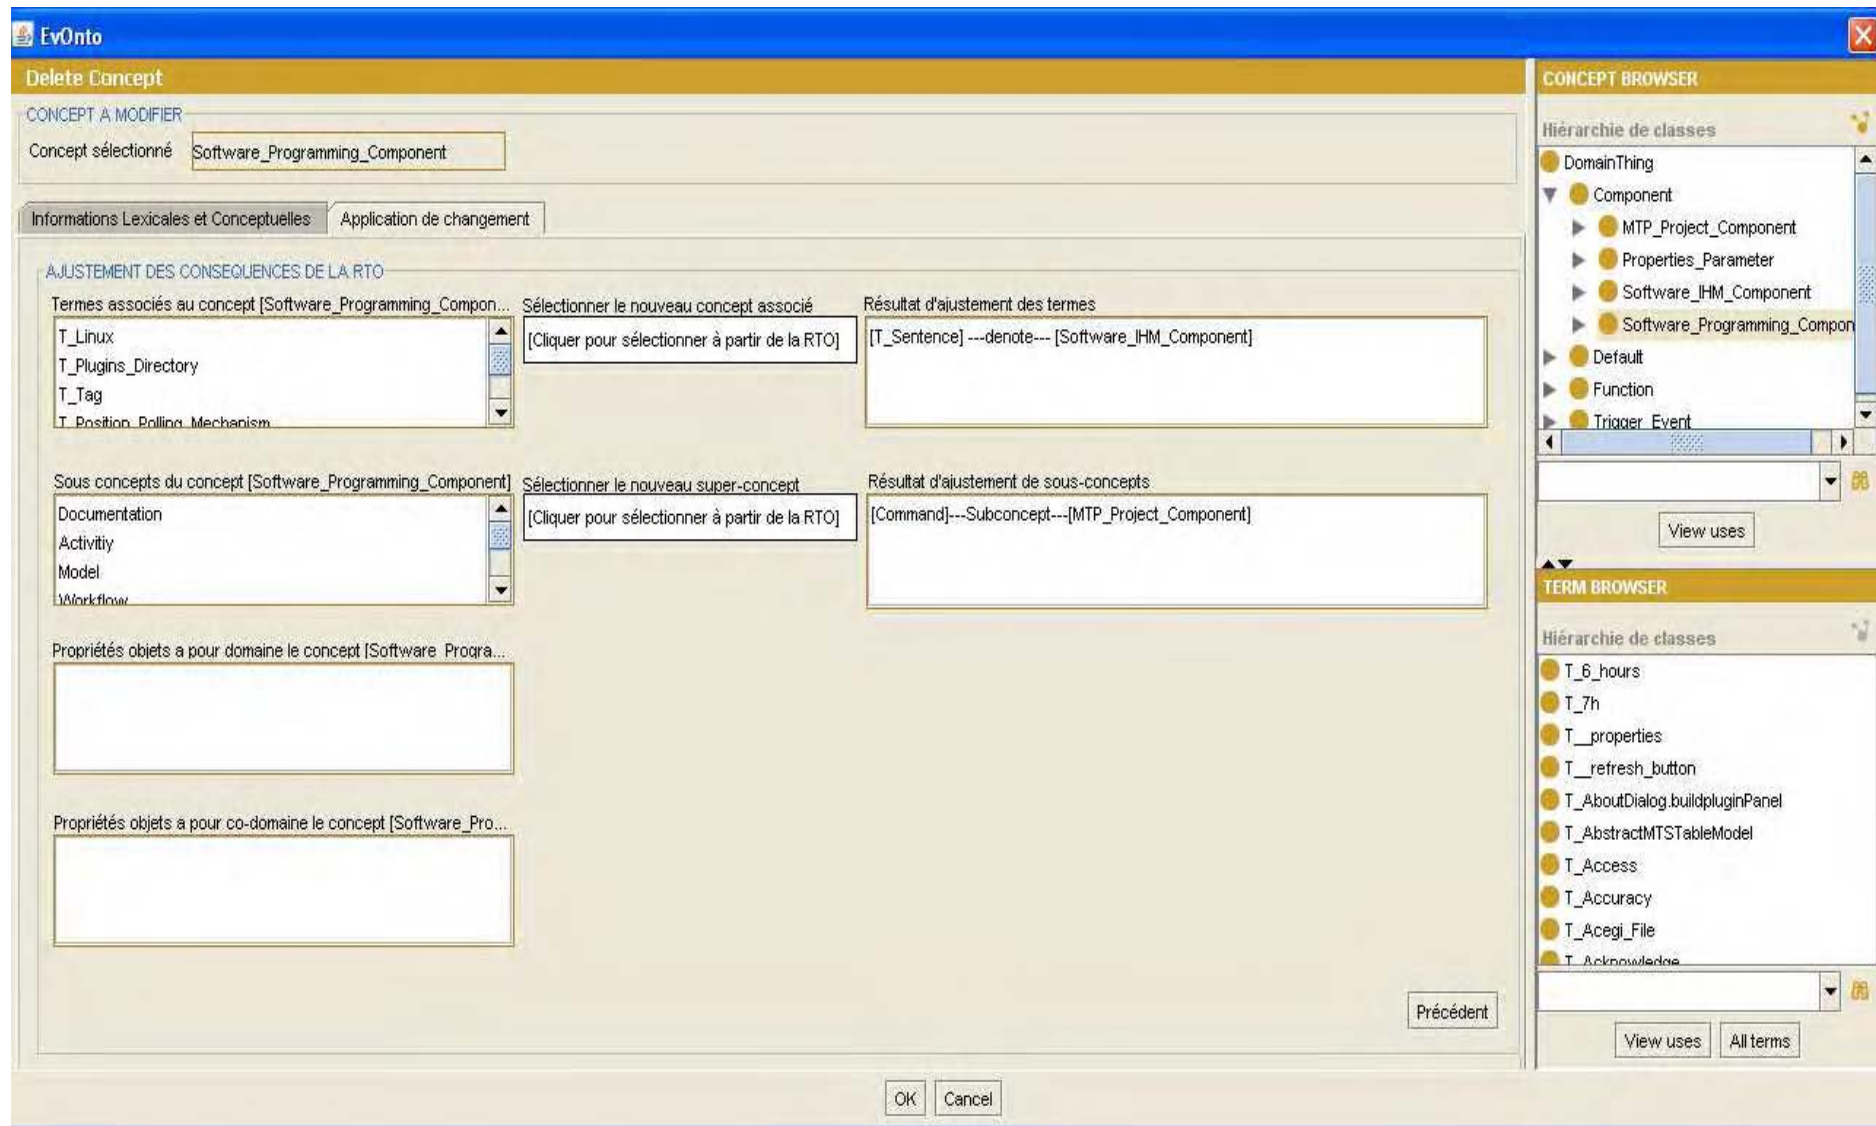 EvOnto
Delete Concept
CONCEPT A MODIFIER
Concept sélectionné Software_Programming_Component
Informations Lexicales et Conceptuelles Application de changement
AJUSTEMENT DES CONSEQUENCES DE LA RTO
Termes associés au concept [Software_Programming_Compon...
T_Linux
T_Plugins_Directory
T_Tag
T_Position_Polling_Mechanism
Sélectionner le nouveau concept associé
[Cliquer pour sélectionner à partir de la RTO]
Résultat d'ajustement des termes
[T_Sentence] ---denote--- [Software_IHM_Component]
Sous concepts du concept [Software_Programming_Component]
Documentation
Activitiy
Model
Workflow
Sélectionner le nouveau super-concept
[Cliquer pour sélectionner à partir de la RTO]
Résultat d'ajustement de sous-concepts
[Command]---Subconcept---[MTP_Project_Component]
Propriétés objets a pour domaine le concept [Software_Progra...
Propriétés objets a pour co-domaine le concept [Software_Pro...
Précédent
OK Cancel
CONCEPT BROWSER
Hiérarchie de classes
DomainThing
Component
MTP_Project_Component
Properties_Parameter
Software_IHM_Component
Software_Programming_Compon
Default
Function
Trigger_Event
View uses
TERM BROWSER
Hiérarchie de classes
T_6_hours
T_7h
T__properties
T__refresh_button
T_AboutDialog.buildpluginPanel
T_AbstractMTSTableModel
T_Access
T_Accuracy
T_Acegi_File
T_Acknowledge
View uses All terms